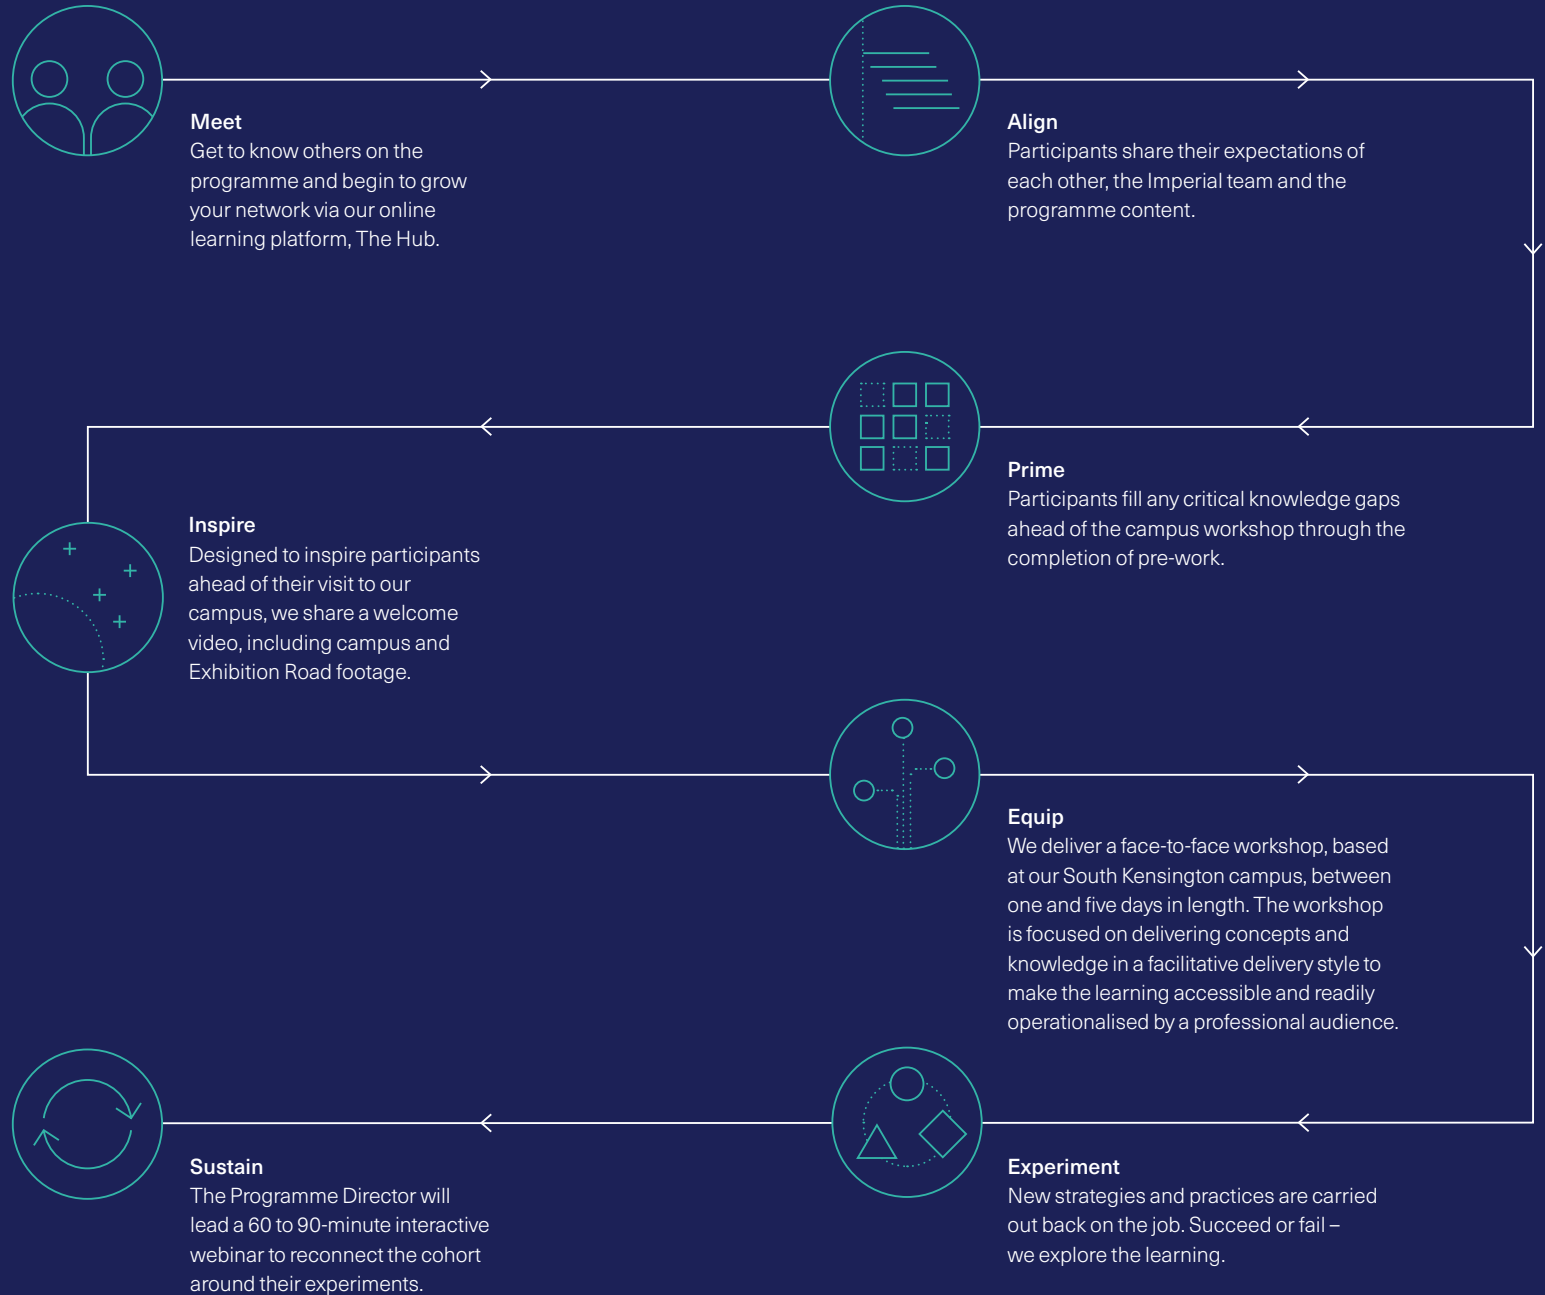 Meet
Get to know others on the
programme and begin to grow
your network via our online
learning platform, The Hub.
Align
Participants share their expectations of
each other, the Imperial team and the
programme content.
Prime
Participants fill any critical knowledge gaps
ahead of the campus workshop through the
completion of pre-work.
Inspire
Designed to inspire participants
ahead of their visit to our
campus, we share a welcome
video, including campus and
Exhibition Road footage.
Equip
We deliver a face-to-face workshop, based
at our South Kensington campus, between
one and five days in length. The workshop
is focused on delivering concepts and
knowledge in a facilitative delivery style to
make the learning accessible and readily
operationalised by a professional audience.
Experiment
New strategies and practices are carried
out back on the job. Succeed or fail –
we explore the learning.
Sustain
The Programme Director will
lead a 60 to 90-minute interactive
webinar to reconnect the cohort
around their experiments.